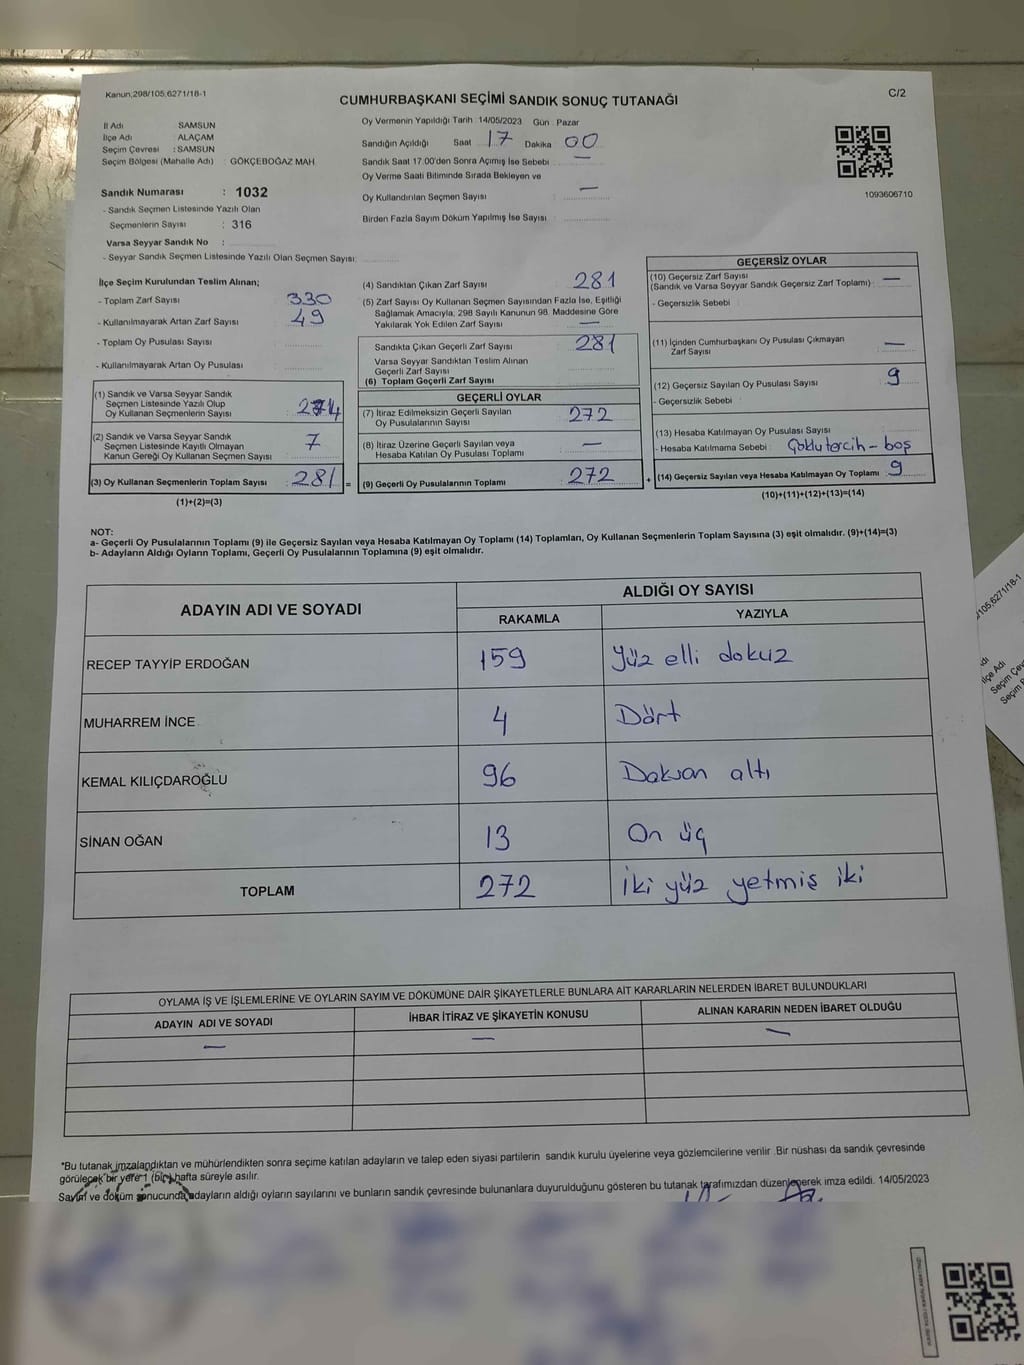 Kanun;298/105;6271/18-1
C/2
CUMHURBAŞKANI SEÇİMİ SANDIK SONUÇ TUTANAĞI
İl Adı SAMSUN
İlçe Adı : ALAÇAM
Seçim Çevresi : SAMSUN
Seçim Bölgesi (Mahalle Adı) : GÖKÇEBOĞAZ MAH.
Sandık Numarası : 1032
- Sandık Seçmen Listesinde Yazılı Olan
Seçmenlerin Sayısı : 316
Varsa Seyyar Sandık No :
- Seyyar Sandık Seçmen Listesinde Yazılı Olan Seçmen Sayısı:
Oy Vermenin Yapıldığı Tarih : 14/05/2023 Gün : Pazar
Sandığın Açıldığı Saat 17 Dakika 00
Sandık Saat 17.00'den Sonra Açımış İse Sebebi : —
Oy Verme Saati Bitiminde Sırada Bekleyen ve
Oy Kullandırılan Seçmen Sayısı : —
Birden Fazla Sayım Döküm Yapılmış İse Sayısı :
1093606710
İlçe Seçim Kurulundan Teslim Alınan;
- Toplam Zarf Sayısı : 330
- Kullanılmayarak Artan Zarf Sayısı : 49
- Toplam Oy Pusulası Sayısı :
- Kullanılmayarak Artan Oy Pusulası :
(1) Sandık ve Varsa Seyyar Sandık
Seçmen Listesinde Yazılı Olup
Oy Kullanan Seçmenlerin Sayısı : 274
(2) Sandık ve Varsa Seyyar Sandık
Seçmen Listesinde Kayıtlı Olmayan
Kanun Gereği Oy Kullanan Seçmen Sayısı : 7
(3) Oy Kullanan Seçmenlerin Toplam Sayısı : 281 =
(1)+(2)=(3)
(4) Sandıktan Çıkan Zarf Sayısı : 281
(5) Zarf Sayısı Oy Kullanan Seçmen Sayısından Fazla İse, Eşitliği
Sağlamak Amacıyla; 298 Sayılı Kanunun 98. Maddesine Göre
Yakılarak Yok Edilen Zarf Sayısı : —
Sandıkta Çıkan Geçerli Zarf Sayısı : 281
Varsa Seyyar Sandıktan Teslim Alınan
Geçerli Zarf Sayısı :
(6) Toplam Geçerli Zarf Sayısı :
GEÇERLİ OYLAR
(7) İtiraz Edilmeksizin Geçerli Sayılan
Oy Pusulalarının Sayısı : 272
(8) İtiraz Üzerine Geçerli Sayılan veya
Hesaba Katılan Oy Pusulası Toplamı : —
(9) Geçerli Oy Pusulalarının Toplamı : 272 +
GEÇERSİZ OYLAR
(10) Geçersiz Zarf Sayısı
(Sandık ve Varsa Seyyar Sandık Geçersiz Zarf Toplamı) : —
- Geçersizlik Sebebi :
(11) İçinden Cumhurbaşkanı Oy Pusulası Çıkmayan
Zarf Sayısı : —
(12) Geçersiz Sayılan Oy Pusulası Sayısı : 9
- Geçersizlik Sebebi :
(13) Hesaba Katılmayan Oy Pusulası Sayısı :
- Hesaba Katılmama Sebebi : Çoklu tercih - boş
(14) Geçersiz Sayılan veya Hesaba Katılmayan Oy Toplamı : 9
(10)+(11)+(12)+(13)=(14)
NOT:
a- Geçerli Oy Pusulalarının Toplamı (9) ile Geçersiz Sayılan veya Hesaba Katılmayan Oy Toplamı (14) Toplamları, Oy Kullanan Seçmenlerin Toplam Sayısına (3) eşit olmalıdır. (9)+(14)=(3)
b- Adayların Aldığı Oyların Toplamı, Geçerli Oy Pusulalarının Toplamına (9) eşit olmalıdır.
ADAYIN ADI VE SOYADI ALDIĞI OY SAYISI
RAKAMLA YAZIYLA
RECEP TAYYİP ERDOĞAN 159 Yüz elli dokuz
MUHARREM İNCE 4 Dört
KEMAL KILIÇDAROĞLU 96 Doksan altı
SİNAN OĞAN 13 On üç
TOPLAM 272 İki yüz yetmiş iki
OYLAMA İŞ VE İŞLEMLERİNE VE OYLARIN SAYIM VE DÖKÜMÜNE DAİR ŞİKAYETLERLE BUNLARA AİT KARARLARIN NELERDEN İBARET BULUNDUKLARI
ADAYIN ADI VE SOYADI İHBAR İTİRAZ VE ŞİKAYETİN KONUSU ALINAN KARARIN NEDEN İBARET OLDUĞU
— — —
*Bu tutanak imzalandıktan ve mühürlendikten sonra seçime katılan adayların ve talep eden siyasi partilerin sandık kurulu üyelerine veya gözlemcilerine verilir. Bir nüshası da sandık çevresinde
görülecek bir yere 1 (bir) hafta süreyle asılır.
Sayım ve döküm sonucunda adayların aldığı oyların sayılarını ve bunların sandık çevresinde bulunanlara duyurulduğunu gösteren bu tutanak tarafımızdan düzenlenerek imza edildi. 14/05/2023
/105;6271/18-1
İlçe Adı
Seçim Çev